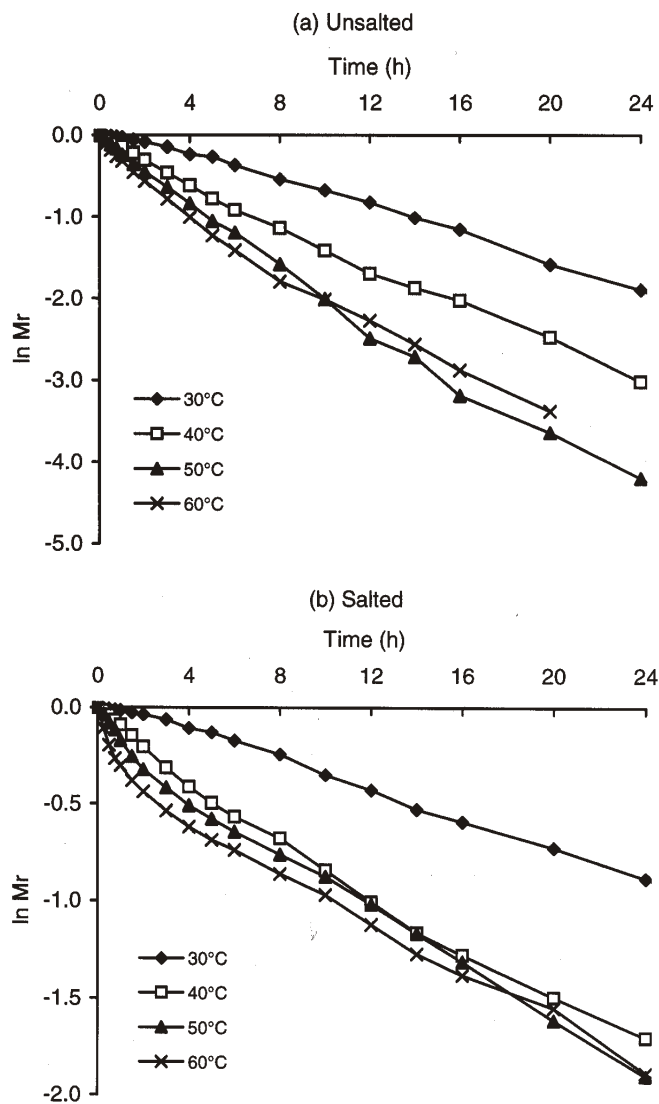 (a) Unsalted
Time (h)
0 4 8 12 16 20 24
0.0
-1.0
-2.0
-3.0
-4.0
-5.0
ln Mr
30°C
40°C
50°C
60°C
(b) Salted
Time (h)
0 4 8 12 16 20 24
0.0
-0.5
-1.0
-1.5
-2.0
ln Mr
30°C
40°C
50°C
60°C